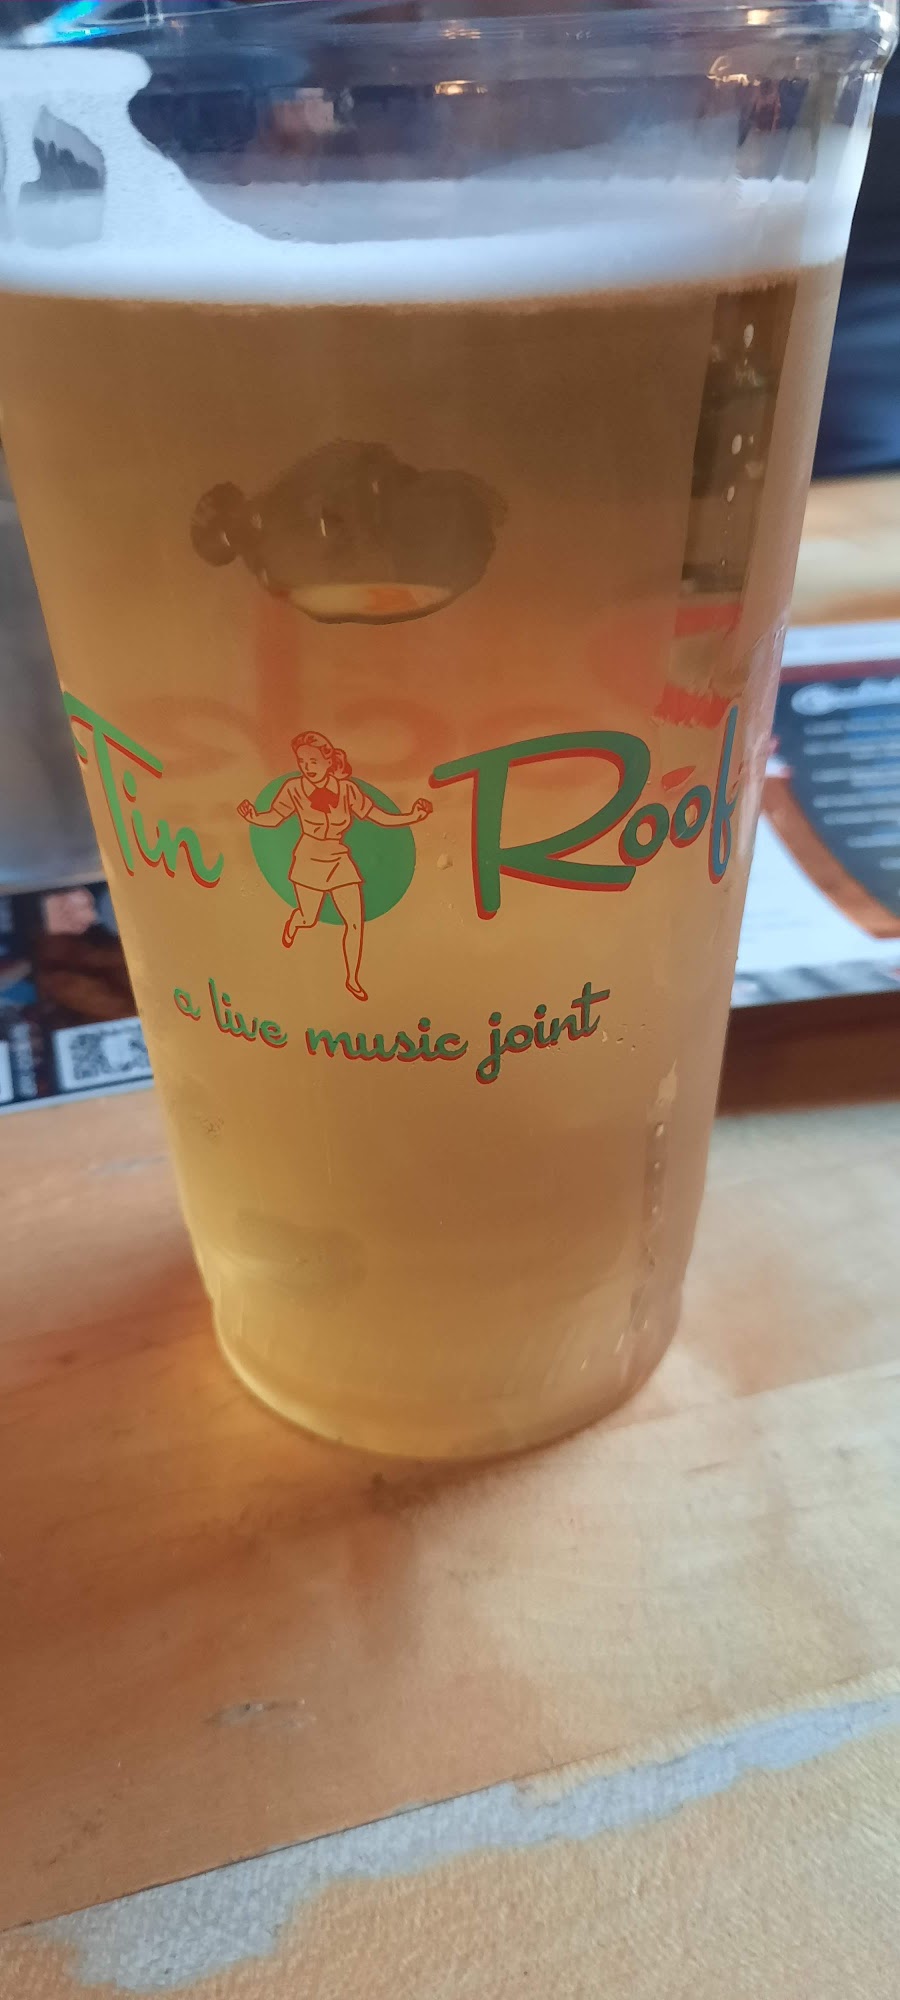 Tin Roof
a live music joint